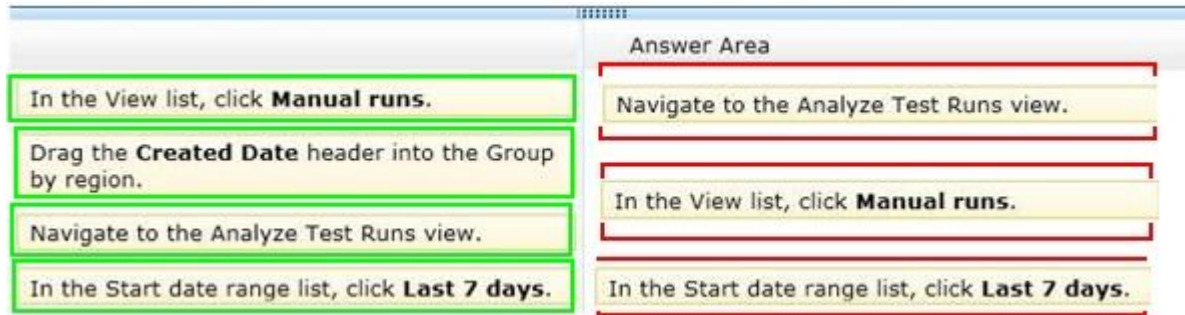 Answer Area
In the View list, click Manual runs.
Drag the Created Date header into the Group
by region.
Navigate to the Analyze Test Runs view.
In the Start date range list, click Last 7 days.
Navigate to the Analyze Test Runs view.
In the View list, click Manual runs.
In the Start date range list, click Last 7 days.